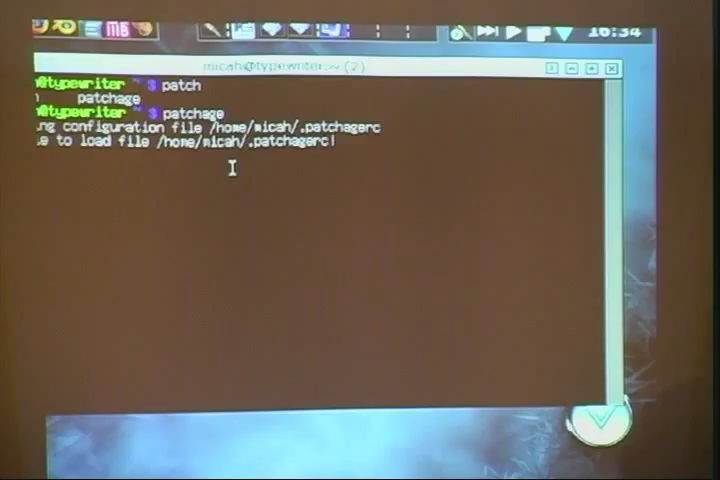 MB
16:34
micah@typewriter:~ (2)
@typewriter ~ $ patch
patchage
@typewriter ~ $ patchage
ng configuration file /home/micah/.patchagerc
e to load file /home/micah/.patchagerc!